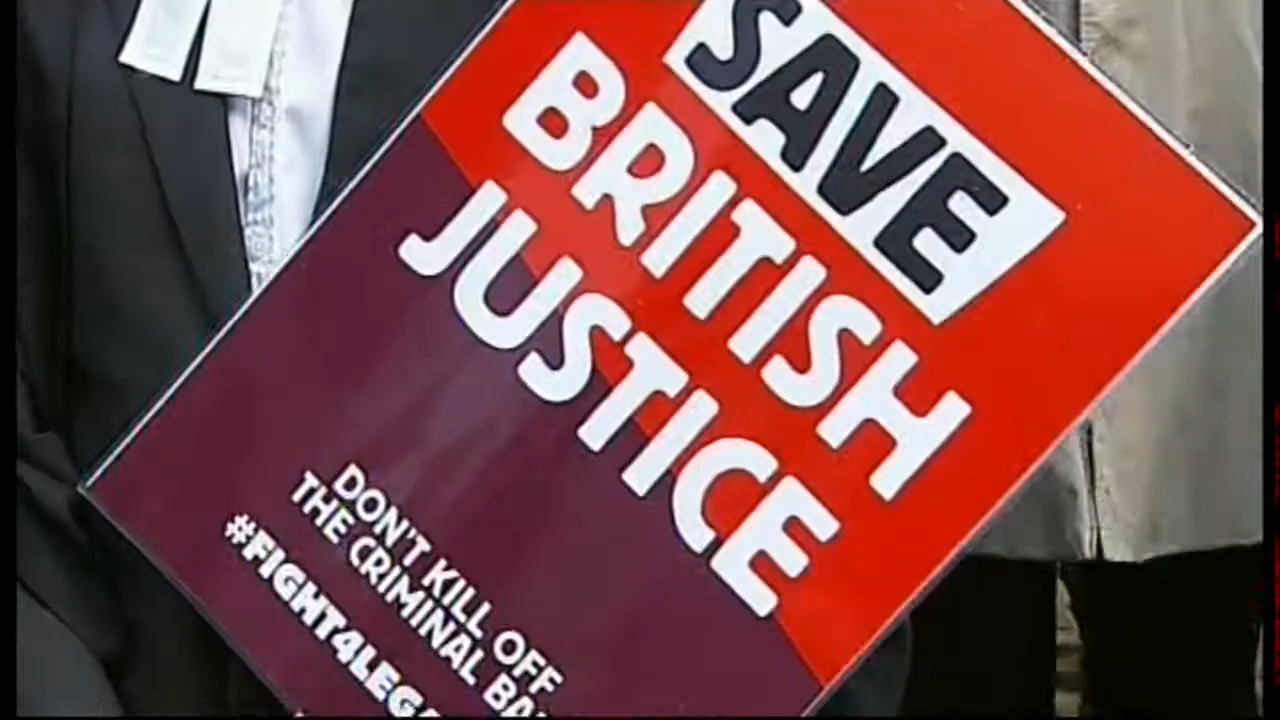 SAVE
BRITISH
JUSTICE
DON'T KILL OFF
THE CRIMINAL